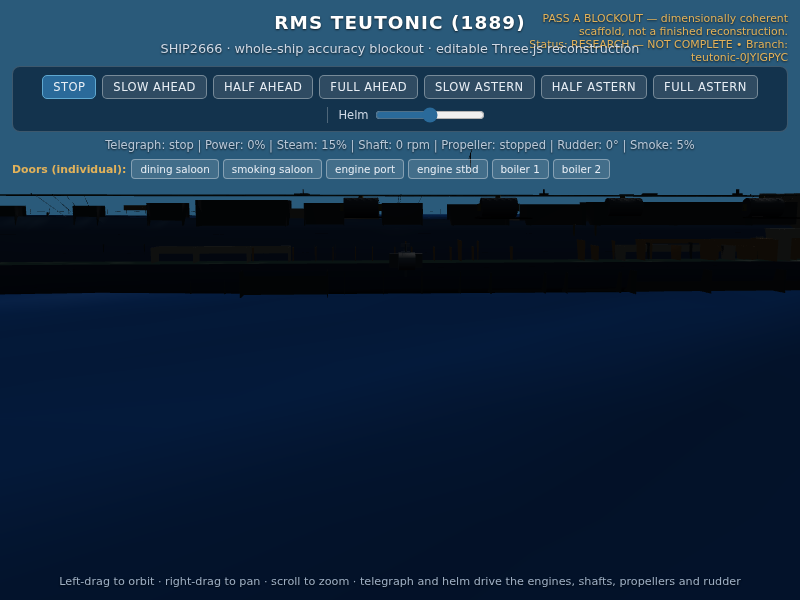 RMS TEUTONIC (1889)
PASS A BLOCKOUT — dimensionally coherent
scaffold, not a finished reconstruction.
Status: RESEARCH — NOT COMPLETE • Branch:
teutonic-0JYIGPYC
SHIP2666 · whole-ship accuracy blockout · editable Three.js reconstruction
STOP
SLOW AHEAD
HALF AHEAD
FULL AHEAD
SLOW ASTERN
HALF ASTERN
FULL ASTERN
Helm
Telegraph: stop | Power: 0% | Steam: 15% | Shaft: 0 rpm | Propeller: stopped | Rudder: 0° | Smoke: 5%
Doors (individual):
dining saloon
smoking saloon
engine port
engine stbd
boiler 1
boiler 2
Left-drag to orbit · right-drag to pan · scroll to zoom · telegraph and helm drive the engines, shafts, propellers and rudder